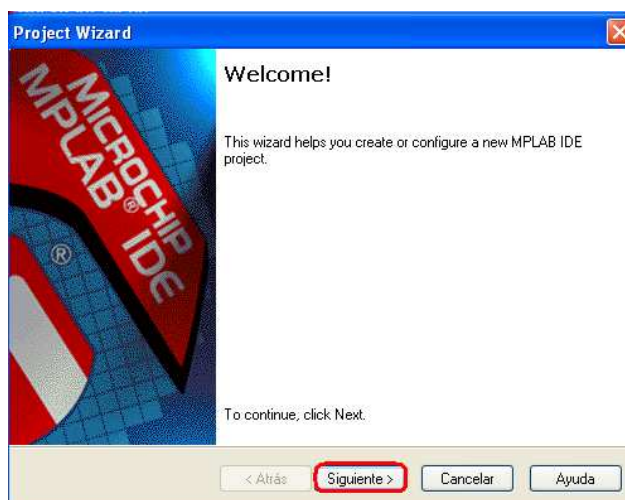 Project Wizard
MICROCHIP
MPLAB® IDE
®
Welcome!
This wizard helps you create or configure a new MPLAB IDE
project.
To continue, click Next.
< Atrás
Siguiente >
Cancelar
Ayuda